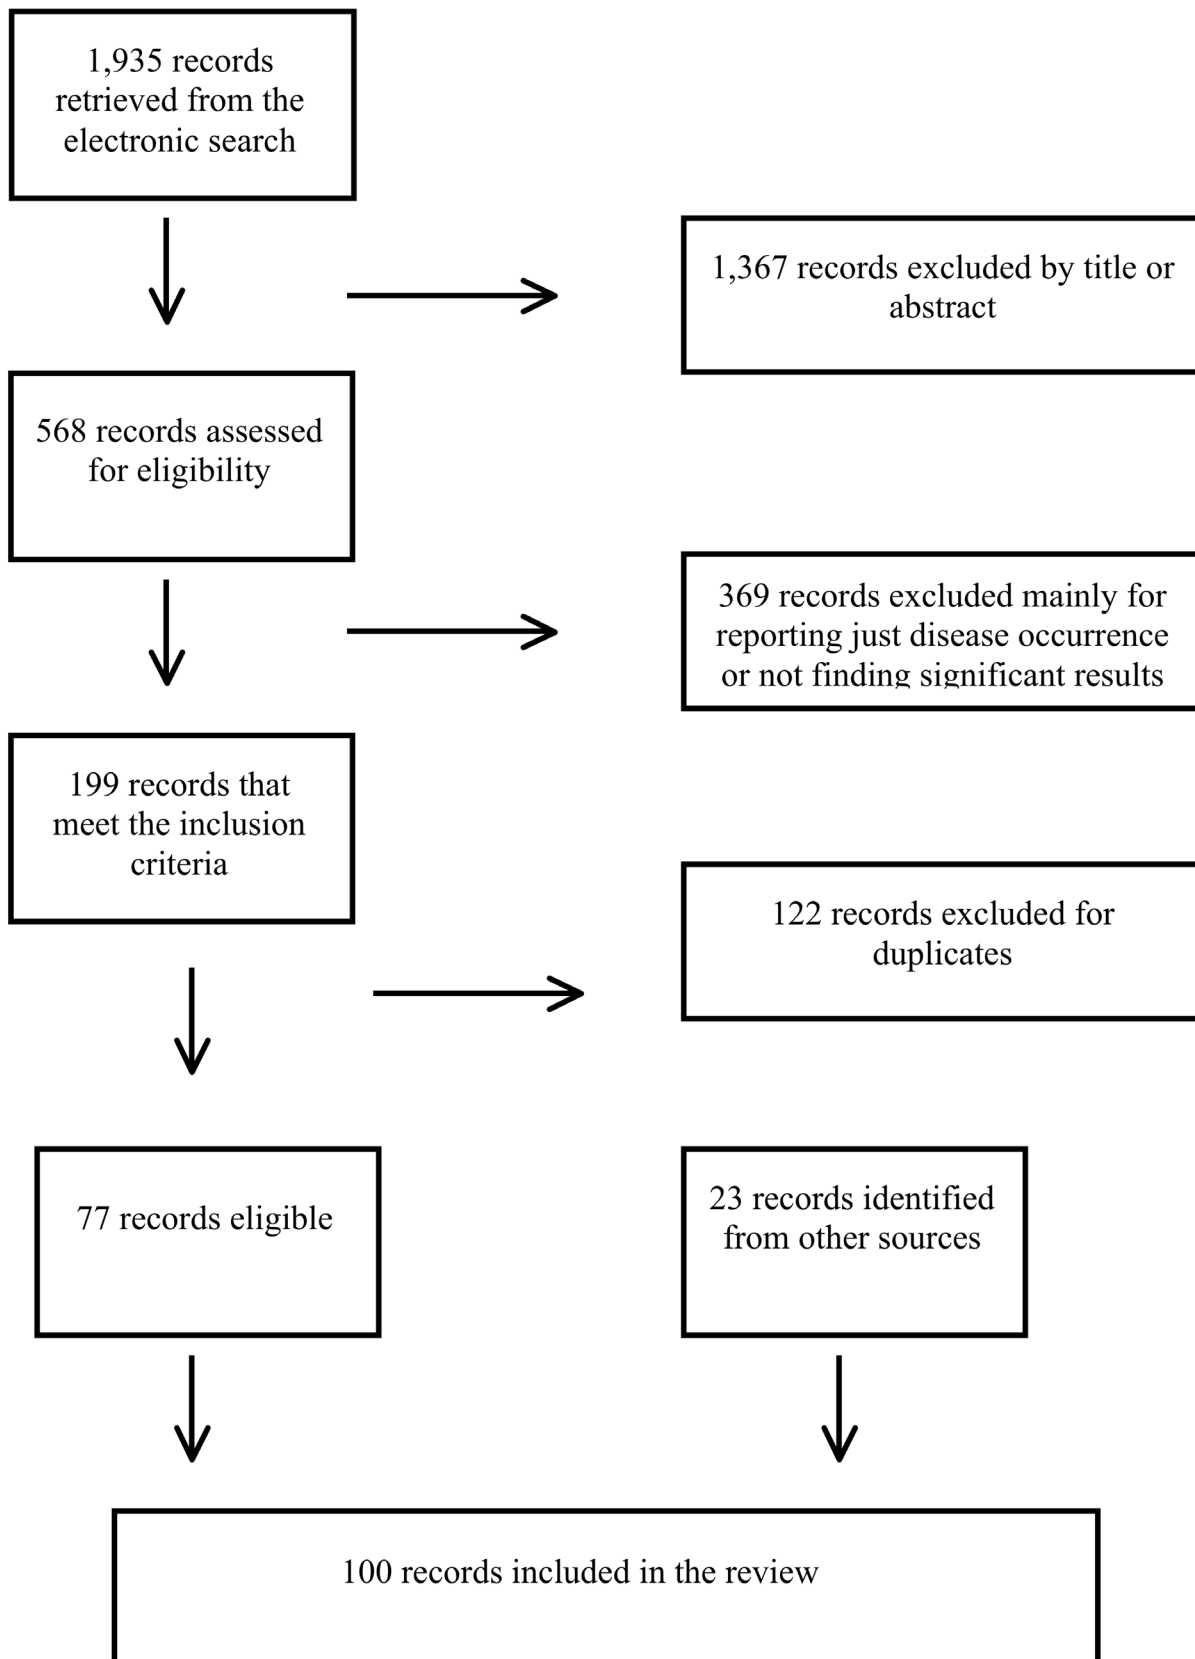 1,935 records
retrieved from the
electronic search
1,367 records excluded by title or
abstract
568 records assessed
for eligibility
369 records excluded mainly for
reporting just disease occurrence
or not finding significant results
199 records that
meet the inclusion
criteria
122 records excluded for
duplicates
77 records eligible
23 records identified
from other sources
100 records included in the review